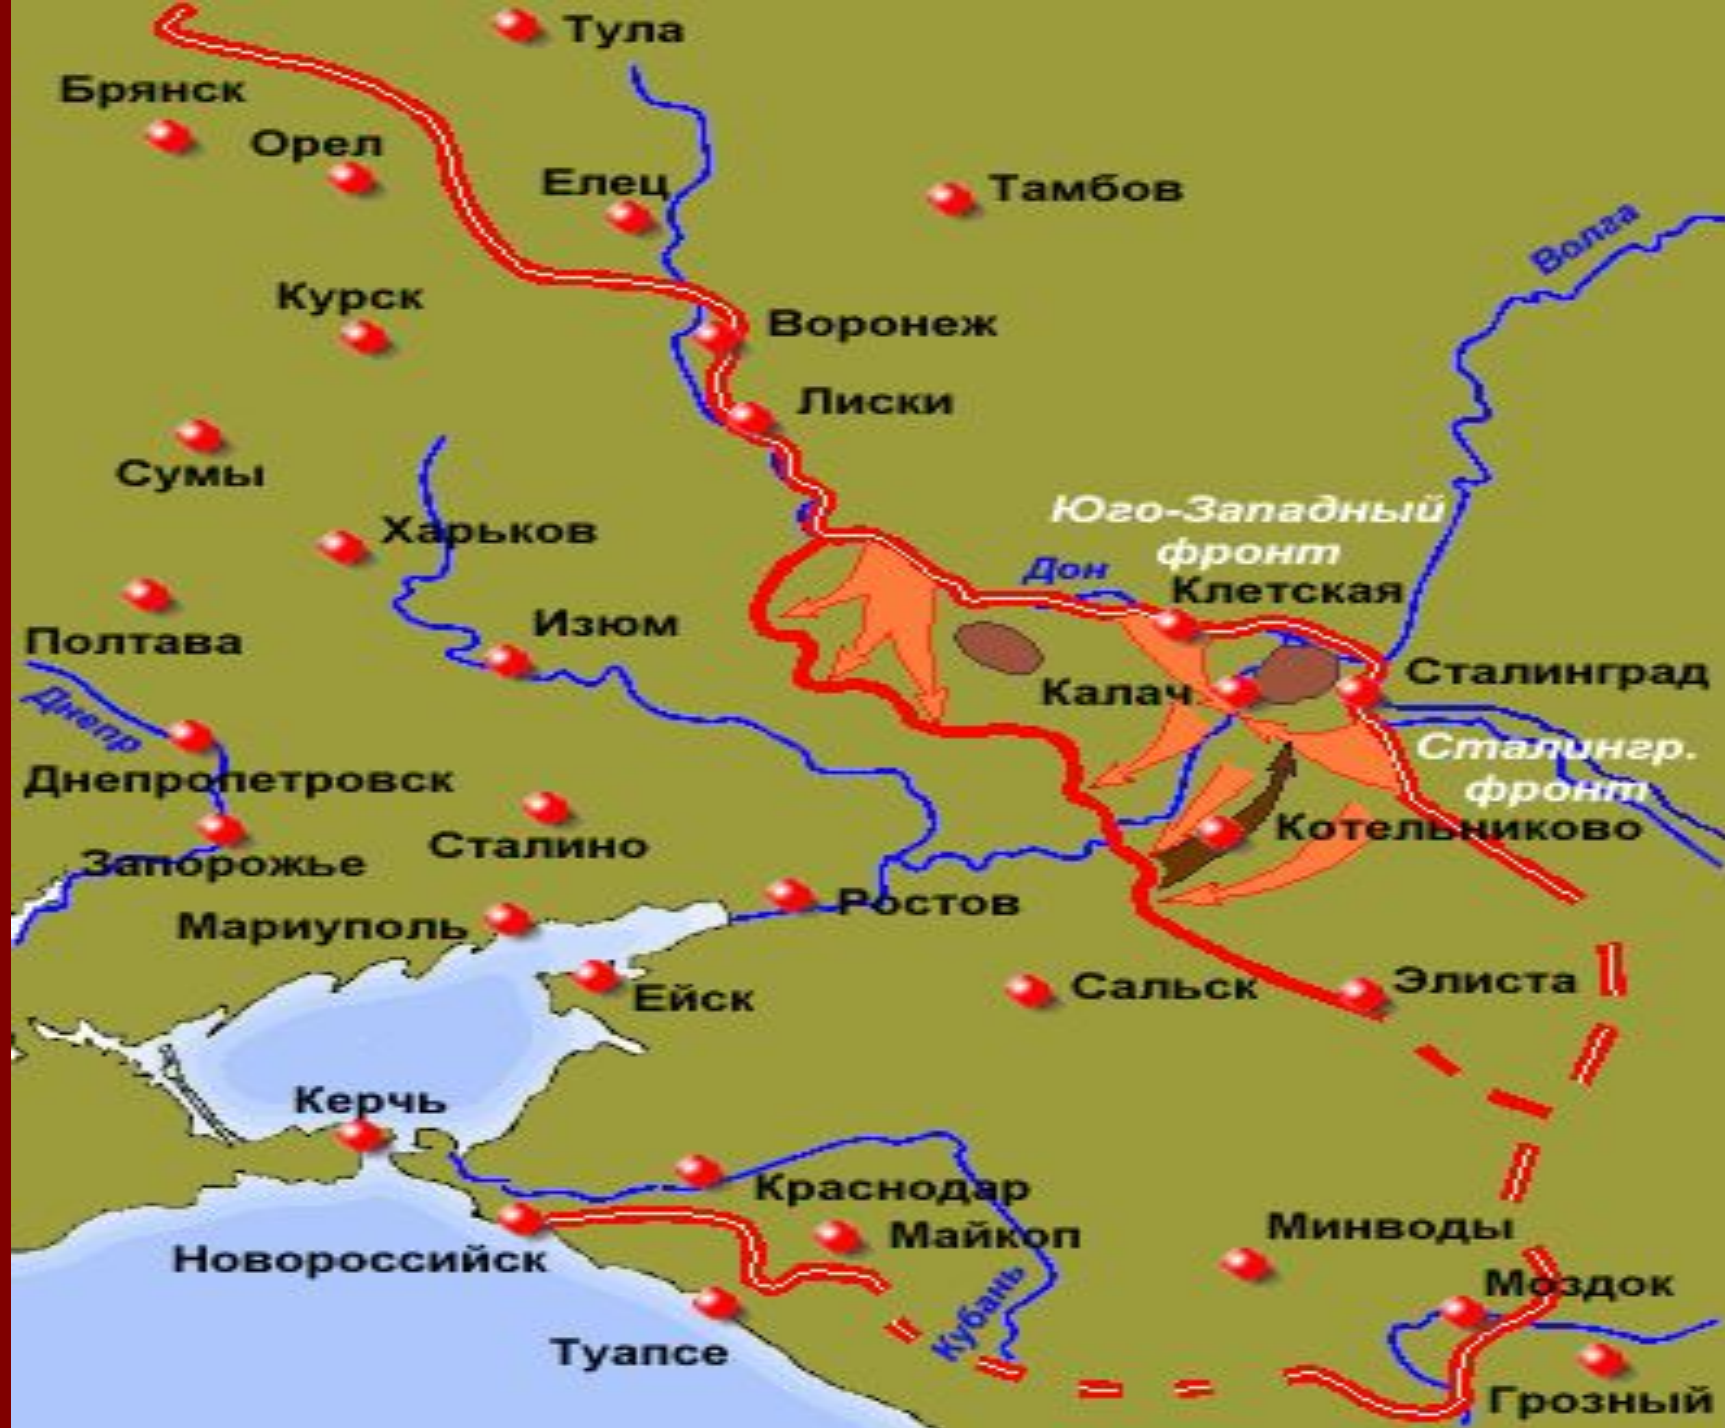 Тула
Брянск
Орел
Елец
Тамбов
Волга
Курск
Воронеж
Лиски
Сумы
Юго-Западный
фронт
Харьков
Дон
Клетская
Изюм
Полтава
Калач
Сталинград
Днепр
Сталингр.
фронт
Днепропетровск
Котельниково
Сталино
Запорожье
Ростов
Мариуполь
Ейск
Сальск
Элиста
Керчь
Краснодар
Майкоп
Минводы
Новороссийск
Моздок
Кубань
Туапсе
Грозный